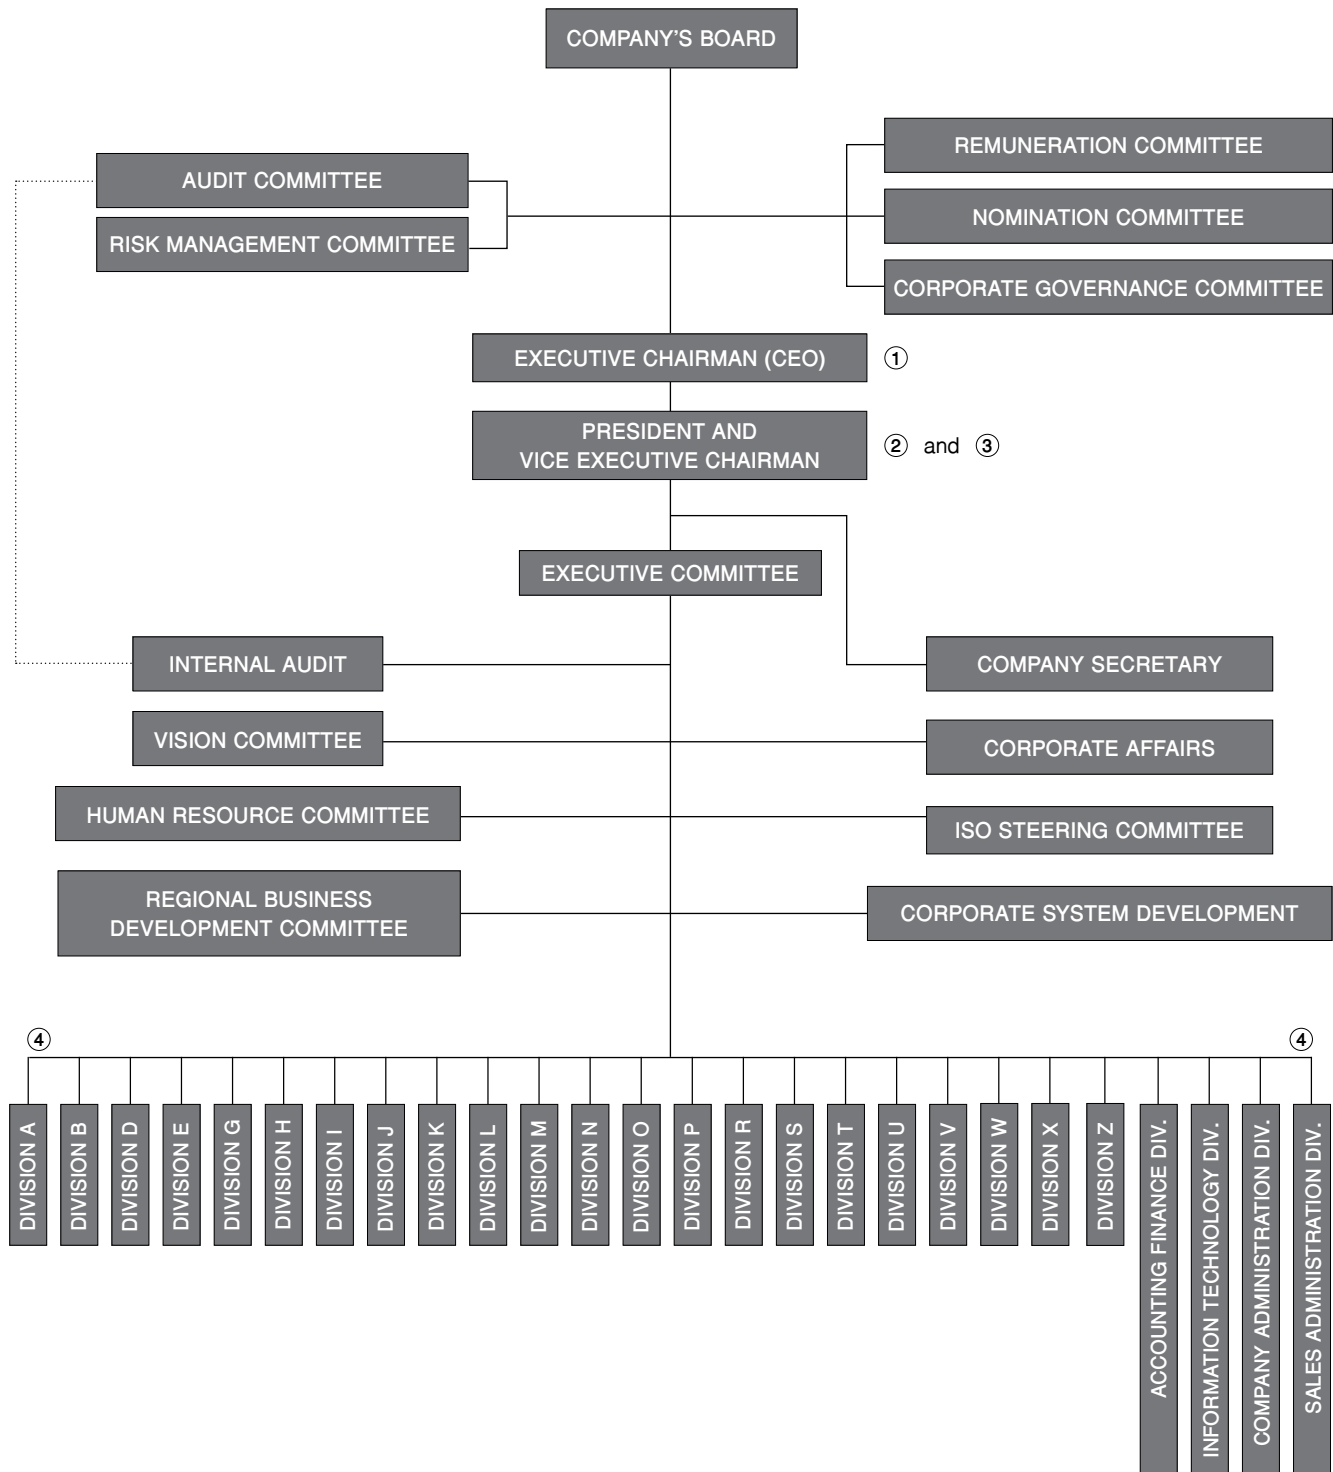 COMPANY'S BOARD
REMUNERATION COMMITTEE
AUDIT COMMITTEE
NOMINATION COMMITTEE
RISK MANAGEMENT COMMITTEE
CORPORATE GOVERNANCE COMMITTEE
EXECUTIVE CHAIRMAN (CEO) ①
PRESIDENT AND
VICE EXECUTIVE CHAIRMAN
② and ③
EXECUTIVE COMMITTEE
INTERNAL AUDIT
COMPANY SECRETARY
VISION COMMITTEE
CORPORATE AFFAIRS
HUMAN RESOURCE COMMITTEE
ISO STEERING COMMITTEE
REGIONAL BUSINESS
DEVELOPMENT COMMITTEE
CORPORATE SYSTEM DEVELOPMENT
④
④
DIVISION A
DIVISION B
DIVISION D
DIVISION E
DIVISION G
DIVISION H
DIVISION I
DIVISION J
DIVISION K
DIVISION L
DIVISION M
DIVISION N
DIVISION O
DIVISION P
DIVISION R
DIVISION S
DIVISION T
DIVISION U
DIVISION V
DIVISION W
DIVISION X
DIVISION Z
ACCOUNTING FINANCE DIV.
INFORMATION TECHNOLOGY DIV.
COMPANY ADMINISTRATION DIV.
SALES ADMINISTRATION DIV.